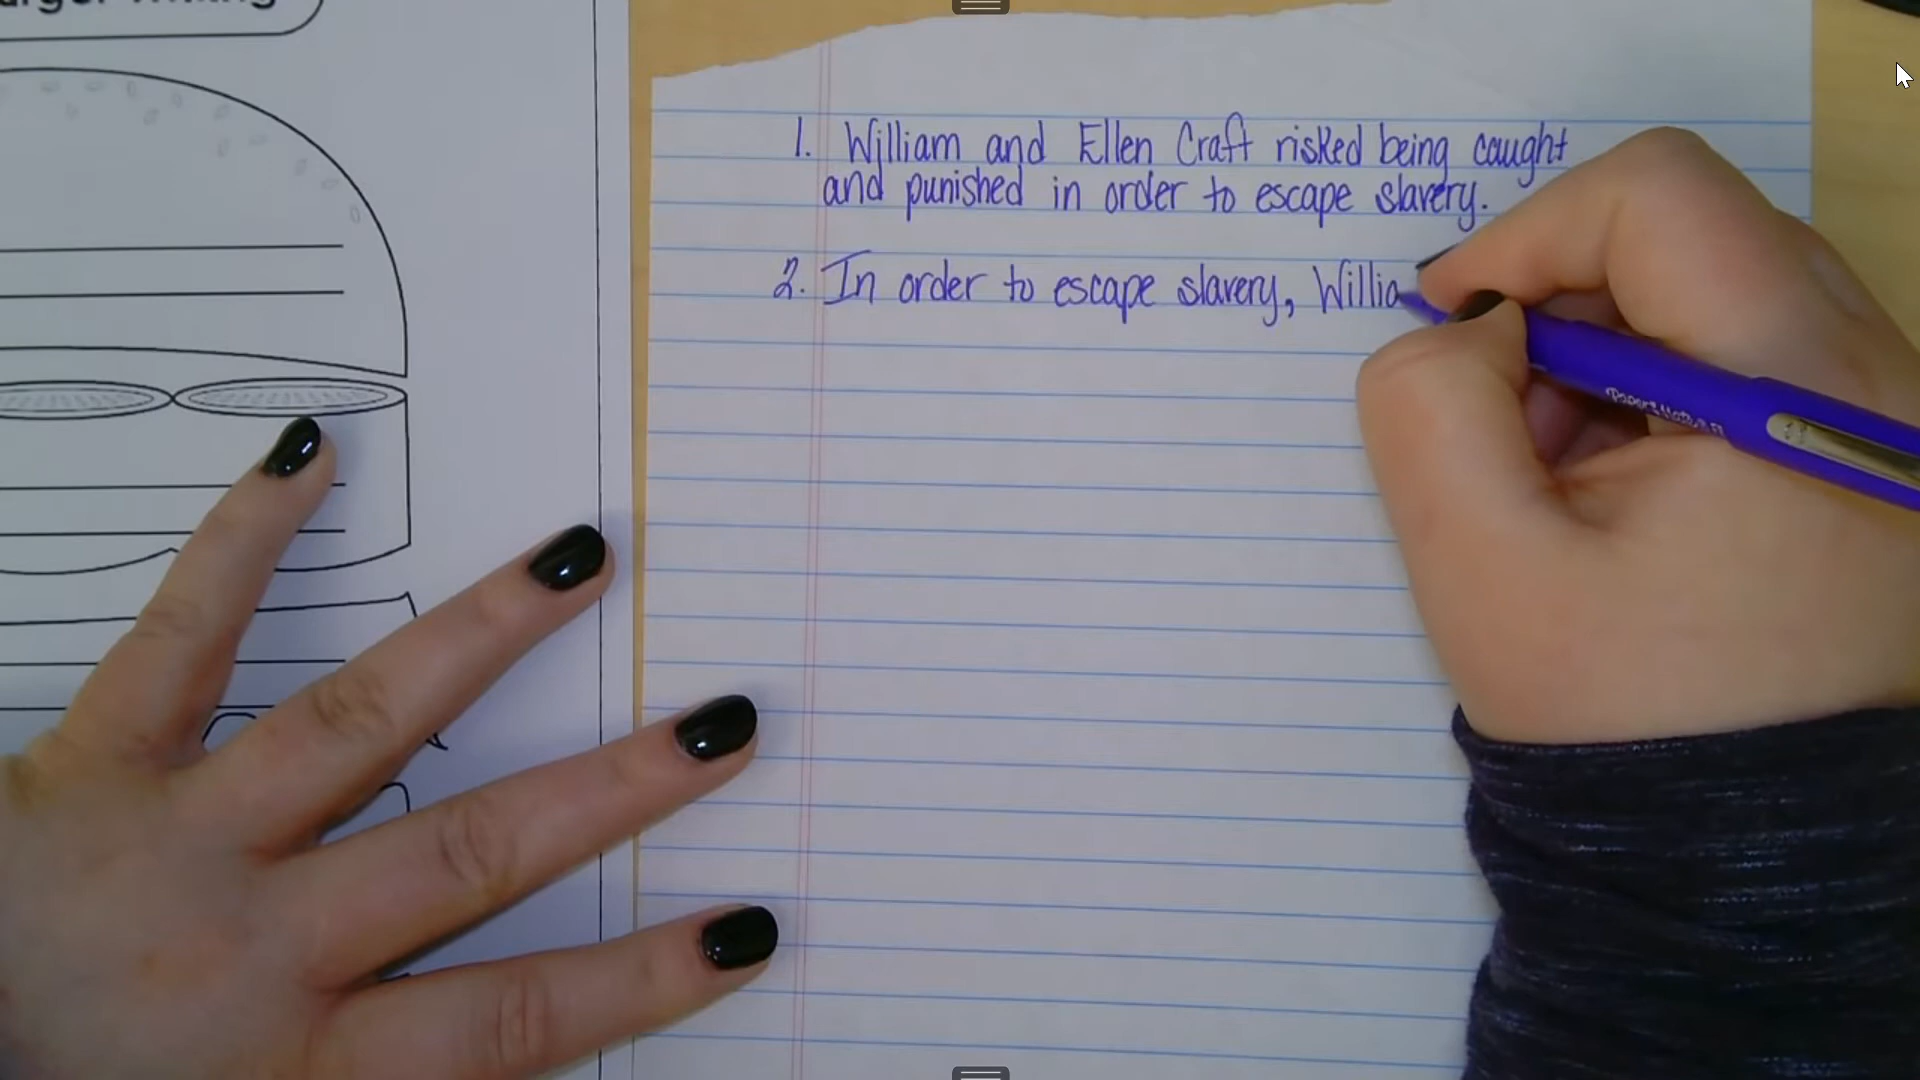 1. William and Ellen Craft risked being caught
and punished in order to escape slavery.
2. In order to escape slavery, Willia